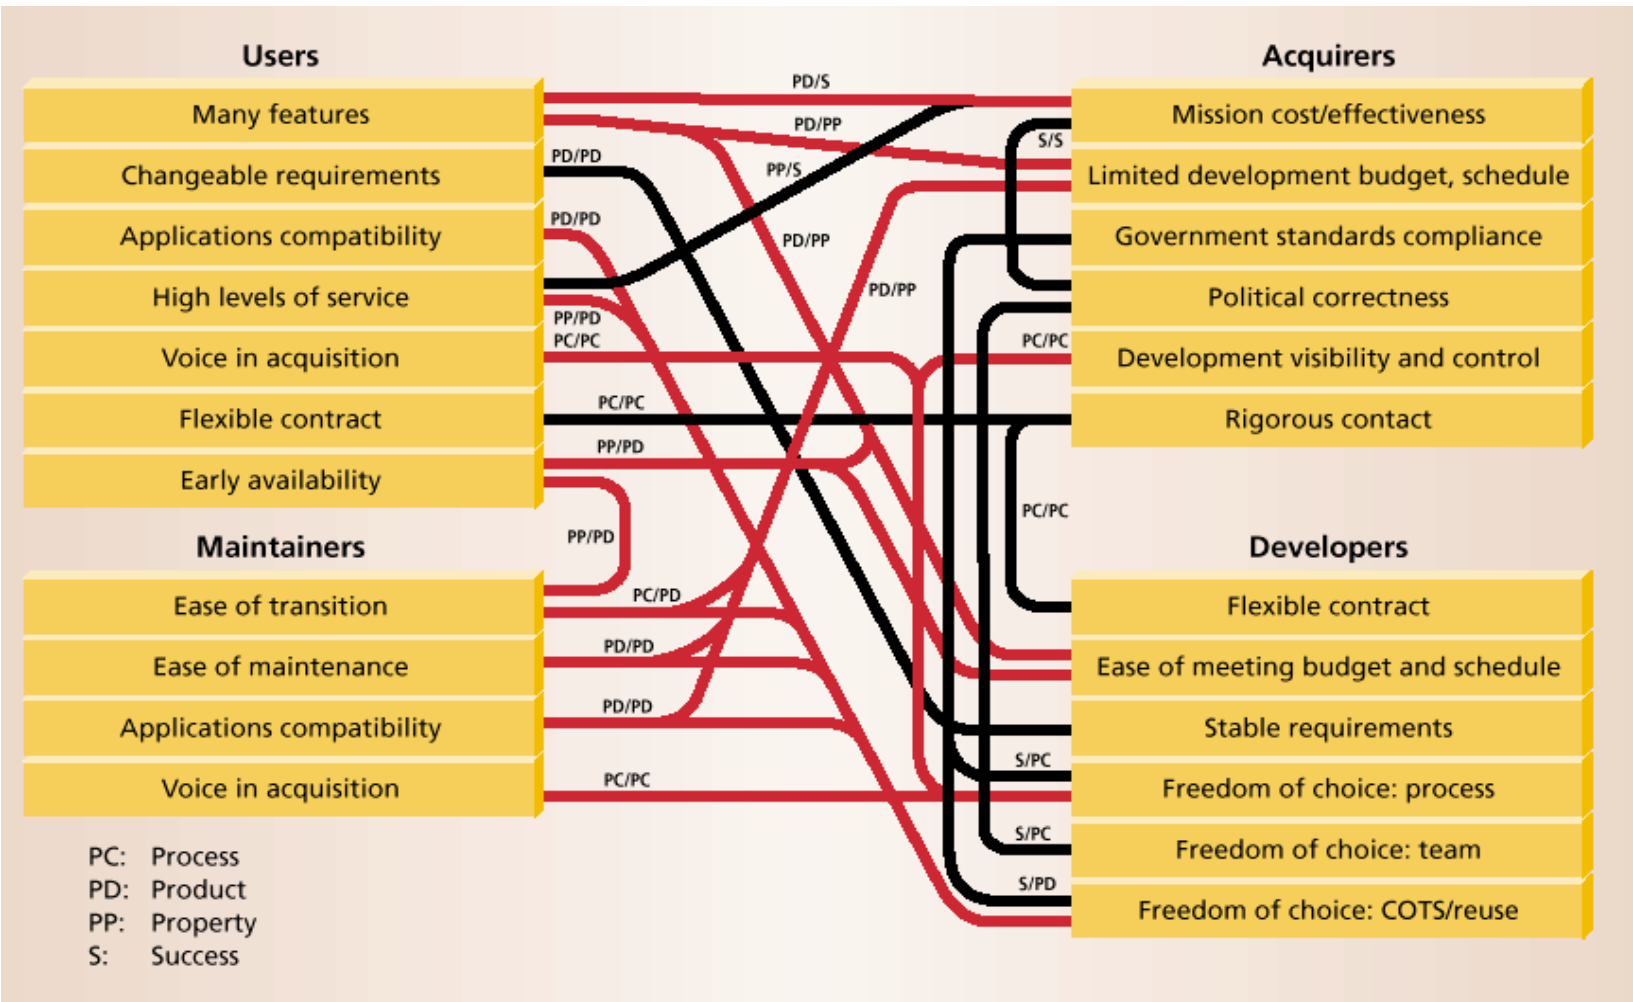 Users
Many features
Changeable requirements
Applications compatibility
High levels of service
Voice in acquisition
Flexible contract
Early availability
Maintainers
Ease of transition
Ease of maintenance
Applications compatibility
Voice in acquisition
PC: Process
PD: Product
PP: Property
S: Success
PD/S
PD/PP
PD/PD
PP/S
PD/PD
PD/PP
PD/PP
PP/PD
PC/PC
PC/PC
PP/PD
PP/PD
PC/PD
PD/PD
PD/PD
PC/PC
S/S
PC/PC
PC/PC
S/PC
S/PC
S/PD
Acquirers
Mission cost/effectiveness
Limited development budget, schedule
Government standards compliance
Political correctness
Development visibility and control
Rigorous contact
Developers
Flexible contract
Ease of meeting budget and schedule
Stable requirements
Freedom of choice: process
Freedom of choice: team
Freedom of choice: COTS/reuse